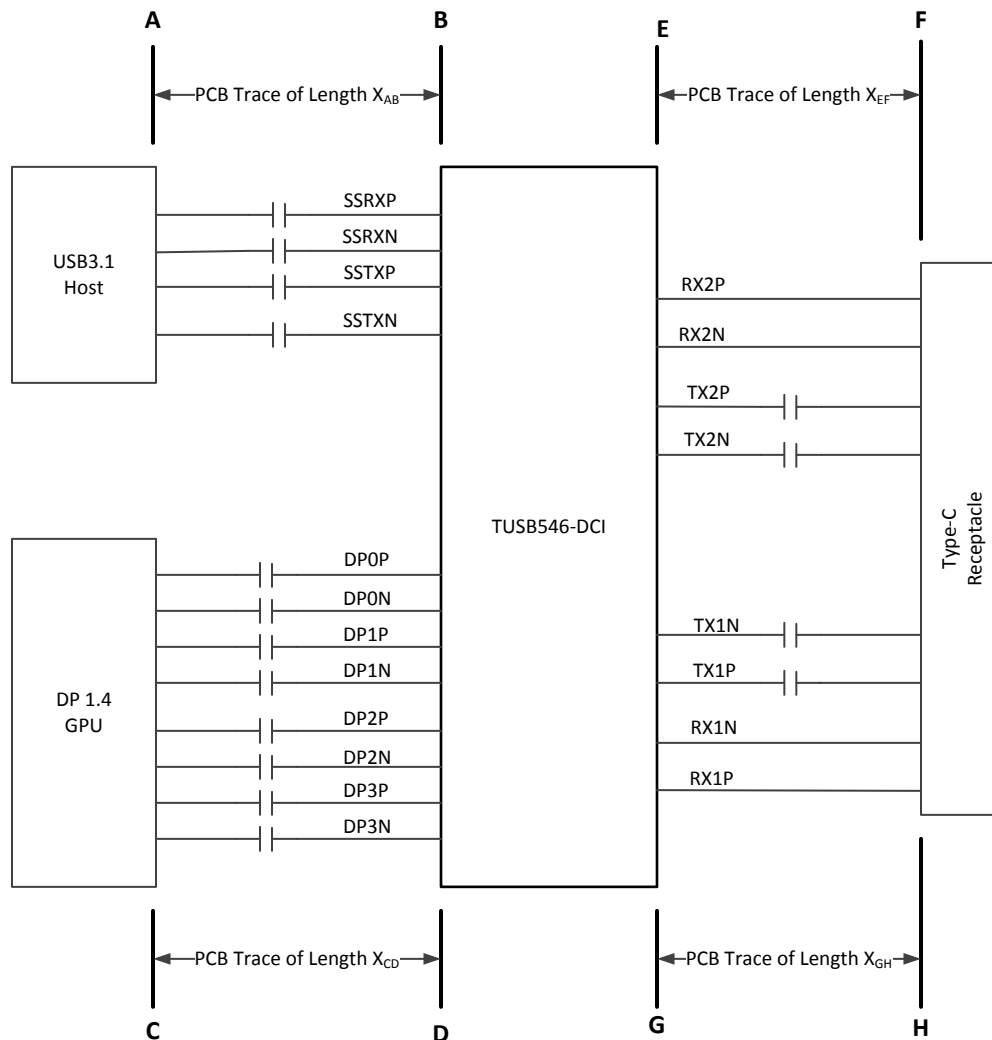 A
B
E
F
PCB Trace of Length XAB
PCB Trace of Length XEF
USB3.1
Host
SSRXP
SSRXN
SSTXP
SSTXN
RX2P
RX2N
TX2P
TX2N
TUSB546-DCI
Type-C
Receptacle
DP 1.4
GPU
DP0P
DP0N
DP1P
DP1N
DP2P
DP2N
DP3P
DP3N
TX1N
TX1P
RX1N
RX1P
PCB Trace of Length XCD
PCB Trace of Length XGH
C
D
G
H